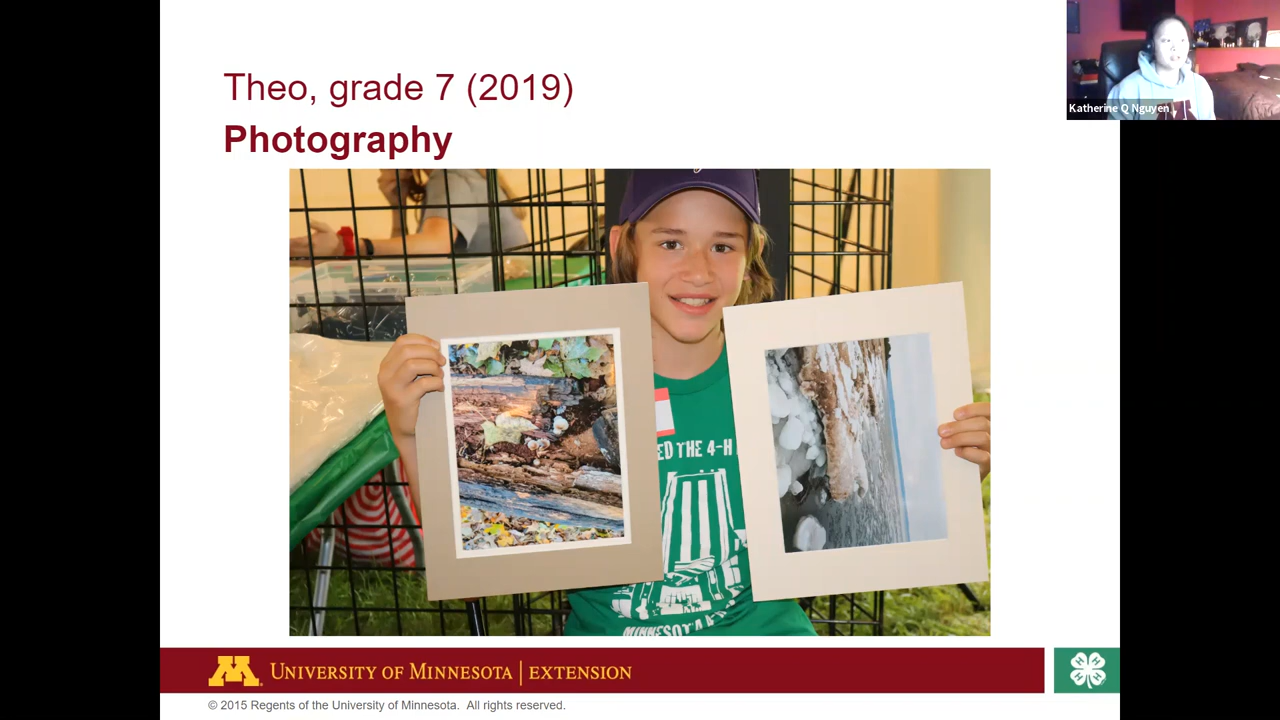 Theo, grade 7 (2019)
Photography
Katherine Q Nguyen
ED THE 4-H
MINNESOTA
UNIVERSITY OF MINNESOTA | EXTENSION
© 2015 Regents of the University of Minnesota. All rights reserved.